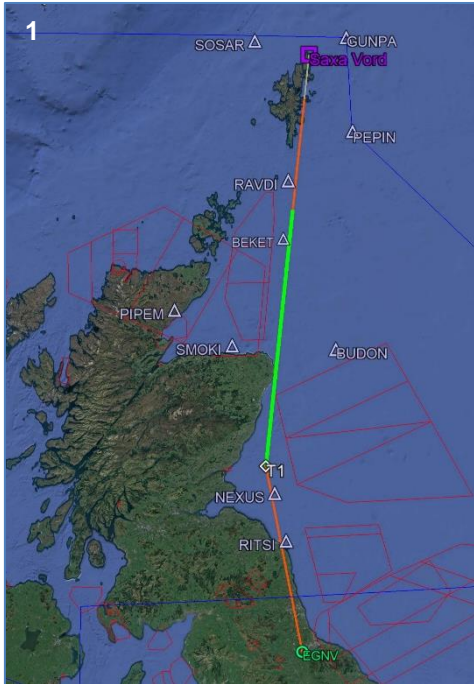 1
SOSAR
GUNPA
Saxa Vord
PEPIN
RAVDI
BEKET
PIPEM
SMOKI
BUDON
T1
NEXUS
RITSI
EGNV